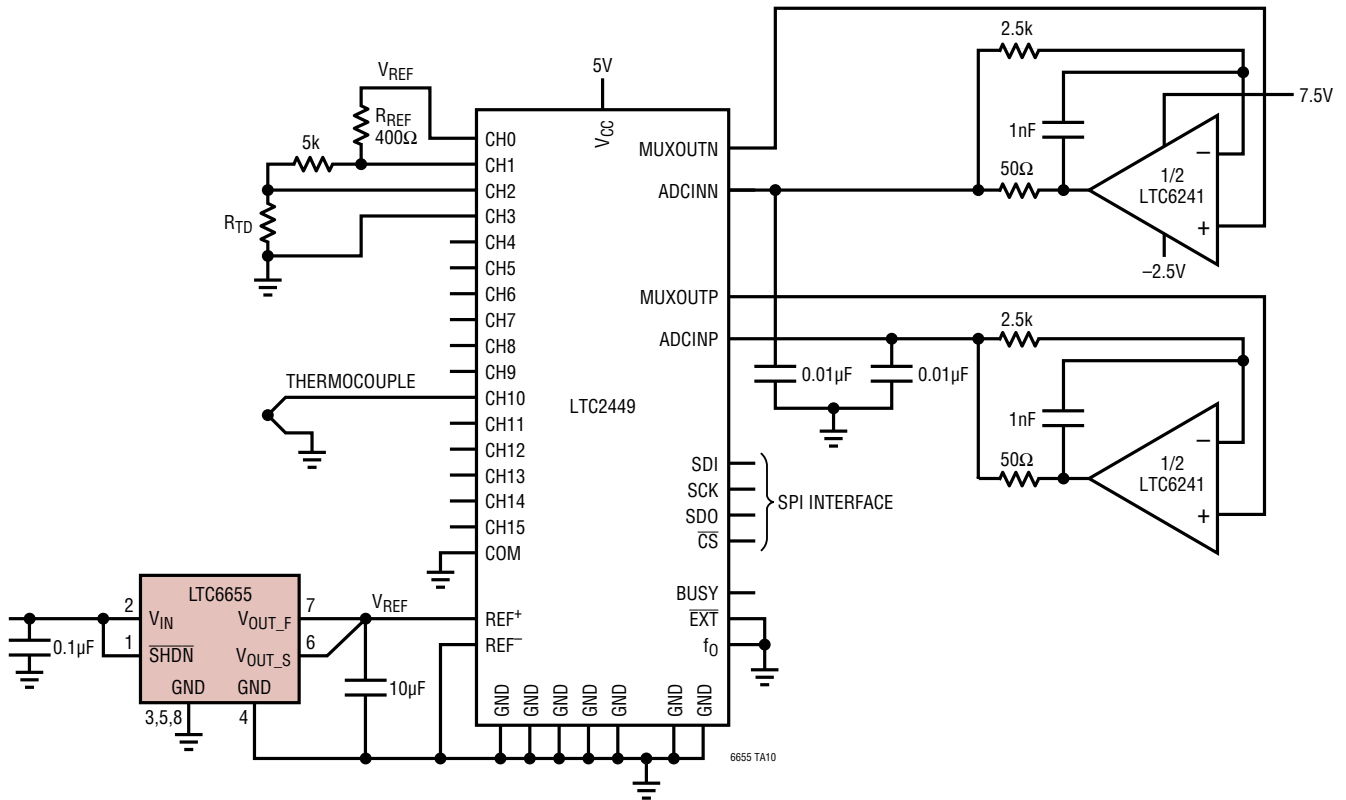 5V
VCC
VREF
RREF
400Ω
5k
RTD
CH0
CH1
CH2
CH3
CH4
CH5
CH6
CH7
CH8
CH9
CH10
CH11
CH12
CH13
CH14
CH15
COM
REF+
REF−
THERMOCOUPLE
LTC2449
MUXOUTN
ADCINN
MUXOUTP
ADCINP
SDI
SCK
SDO
CS
SPI INTERFACE
BUSY
EXT
fO
GND
GND
GND
GND
GND
GND
GND
2.5k
1nF
50Ω
1/2
LTC6241
−
+
7.5V
–2.5V
0.01µF
0.01µF
2.5k
1nF
50Ω
1/2
LTC6241
−
+
LTC6655
2
VIN
1
SHDN
7
VOUT_F
6
VOUT_S
GND
GND
3,5,8
4
0.1µF
VREF
10µF
6655 TA10